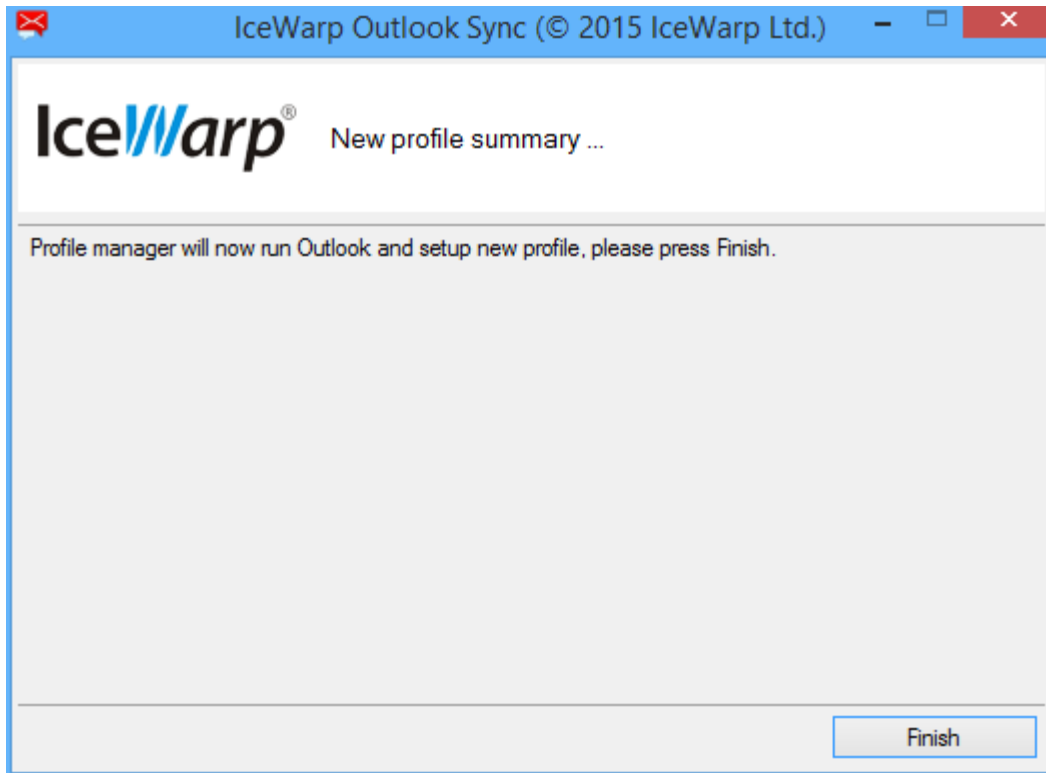 IceWarp Outlook Sync (© 2015 IceWarp Ltd.)
IceWarp®
New profile summary ...
Profile manager will now run Outlook and setup new profile, please press Finish.
Finish